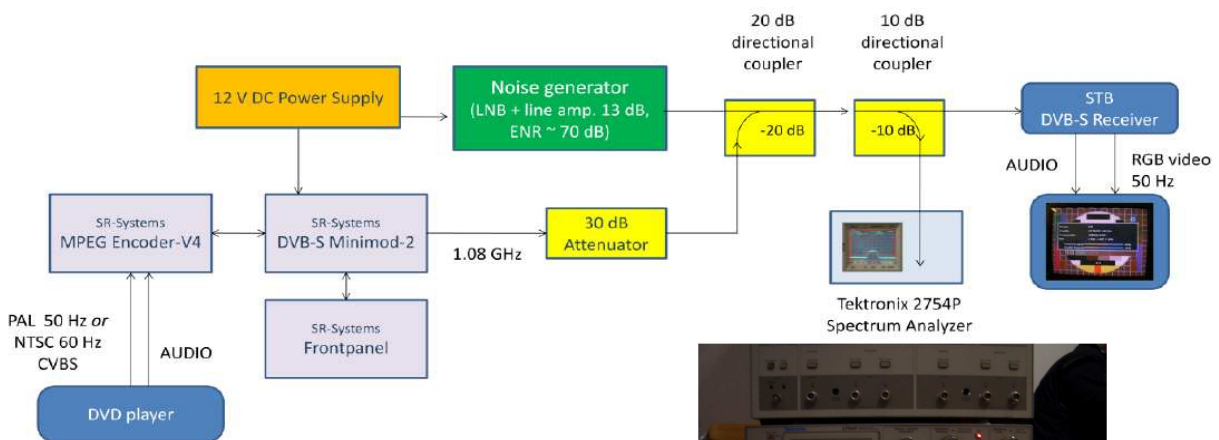 20 dB
directional
coupler
10 dB
directional
coupler
12 V DC Power Supply
Noise generator
(LNB + line amp. 13 dB,
ENR ~ 70 dB)
-20 dB
-10 dB
STB
DVB-S Receiver
AUDIO
RGB video
50 Hz
SR-Systems
MPEG Encoder-V4
SR-Systems
DVB-S Minimod-2
1.08 GHz
30 dB
Attenuator
SR-Systems
Frontpanel
Tektronix 2754P
Spectrum Analyzer
PAL 50 Hz or
NTSC 60 Hz
CVBS
AUDIO
DVD player